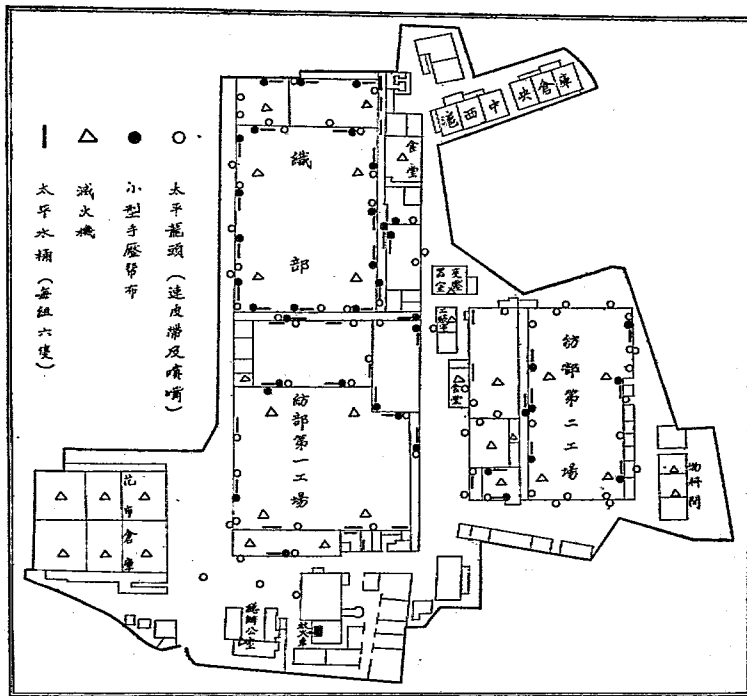 滬西中央倉庫
食堂
織部
太平龍頭（連皮帶及噴嘴）
小型手壓幫布
滅火機
太平水桶（每組六隻）
食堂
紡部第二工場
紡部第一工場
物料間
花布倉庫
總辦公室
救火車